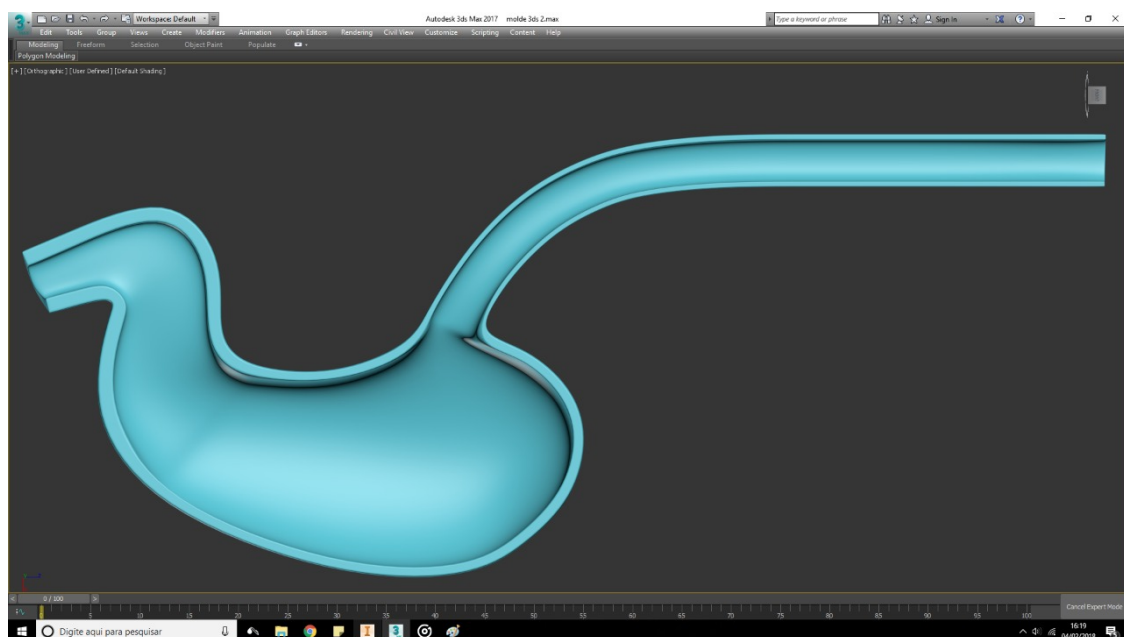 3 Workspace: Default Autodesk 3ds Max 2017 molde 3ds 2.max Type a keyword or phrase Sign In
Edit Tools Group Views Create Modifiers Animation Graph Editors Rendering Civil View Customize Scripting Content Help
Modeling Freeform Selection Object Paint Populate
Polygon Modeling
[+] [Orthographic] [User Defined] [Default Shading]
0 / 100
5 10 15 20 25 30 35 40 45 50 55 60 65 70 75 80 85 90 95 100
Cancel Expert Mode
Digite aqui para pesquisar
16:19
04/02/2018